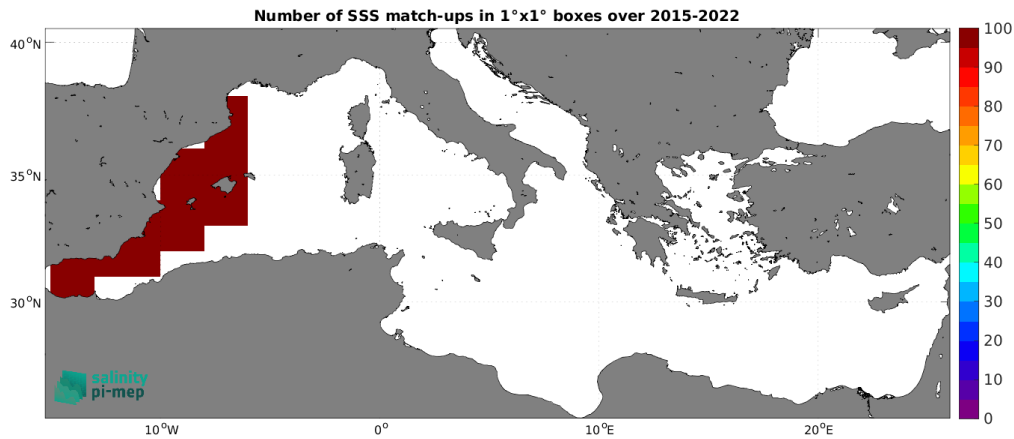 Number of SSS match-ups in 1°x1° boxes over 2015-2022
40°N
35°N
30°N
10°W
0°
10°E
20°E
100
90
80
70
60
50
40
30
20
10
0
salinity
pi-mep